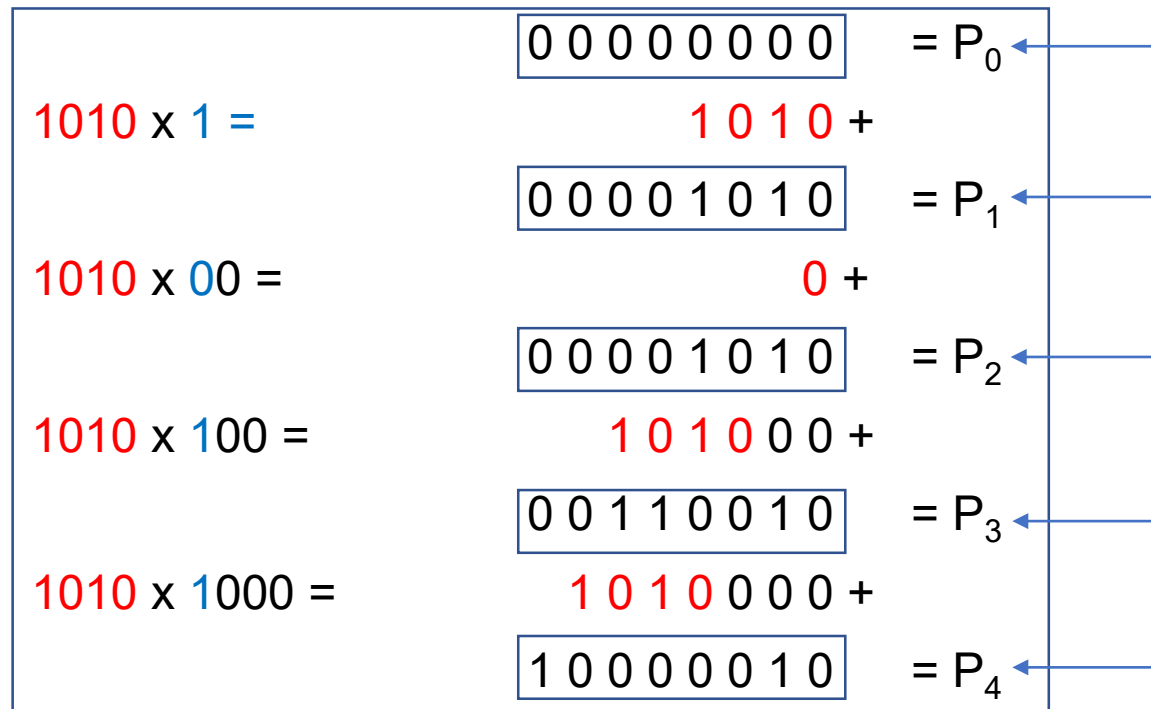 0 0 0 0 0 0 0 0 = P₀
1010 x 1 = 1 0 1 0 +
0 0 0 0 1 0 1 0 = P₁
1010 x 00 = 0 +
0 0 0 0 1 0 1 0 = P₂
1010 x 100 = 1 0 1 0 0 0 +
0 0 1 1 0 0 1 0 = P₃
1010 x 1000 = 1 0 1 0 0 0 0 +
1 0 0 0 0 0 1 0 = P₄